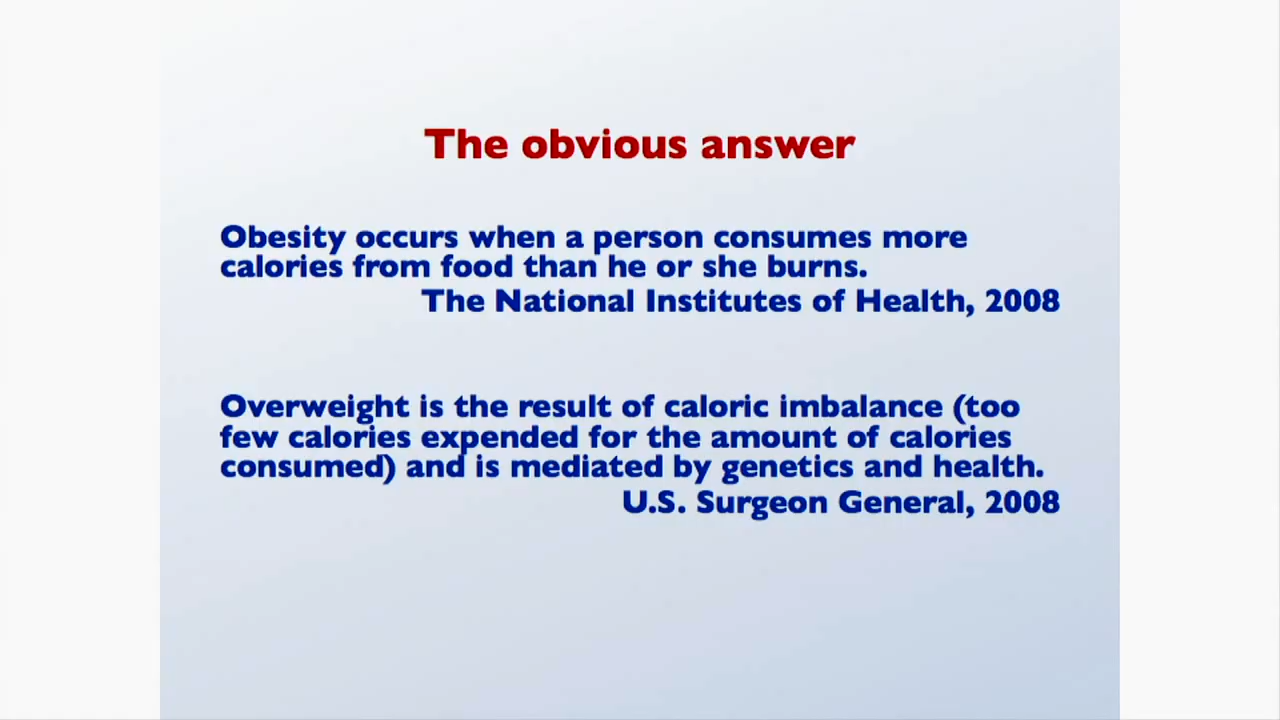 The obvious answer
Obesity occurs when a person consumes more
calories from food than he or she burns.
The National Institutes of Health, 2008
Overweight is the result of caloric imbalance (too
few calories expended for the amount of calories
consumed) and is mediated by genetics and health.
U.S. Surgeon General, 2008